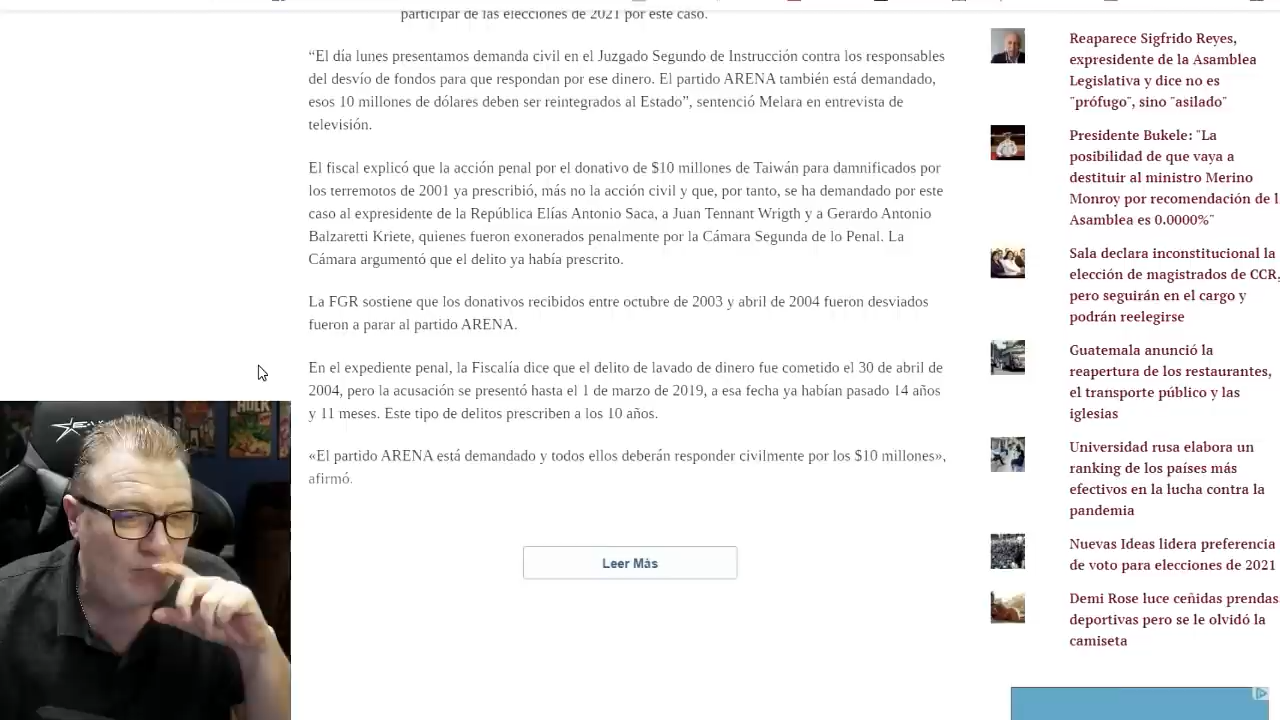 participar de las elecciones de 2021 por este caso.
“El día lunes presentamos demanda civil en el Juzgado Segundo de Instrucción contra los responsables
del desvío de fondos para que respondan por ese dinero. El partido ARENA también está demandado,
esos 10 millones de dólares deben ser reintegrados al Estado”, sentenció Melara en entrevista de
televisión.
El fiscal explicó que la acción penal por el donativo de $10 millones de Taiwán para damnificados por
los terremotos de 2001 ya prescribió, más no la acción civil y que, por tanto, se ha demandado por este
caso al expresidente de la República Elías Antonio Saca, a Juan Tennant Wrigth y a Gerardo Antonio
Balzaretti Kriete, quienes fueron exonerados penalmente por la Cámara Segunda de lo Penal. La
Cámara argumentó que el delito ya había prescrito.
La FGR sostiene que los donativos recibidos entre octubre de 2003 y abril de 2004 fueron desviados
fueron a parar al partido ARENA.
En el expediente penal, la Fiscalía dice que el delito de lavado de dinero fue cometido el 30 de abril de
2004, pero la acusación se presentó hasta el 1 de marzo de 2019, a esa fecha ya habían pasado 14 años
y 11 meses. Este tipo de delitos prescriben a los 10 años.
«El partido ARENA está demandado y todos ellos deberán responder civilmente por los $10 millones»,
afirmó.
Leer Más
Reaparece Sigfrido Reyes,
expresidente de la Asamblea
Legislativa y dice no es
"prófugo", sino "asilado"
Presidente Bukele: "La
posibilidad de que vaya a
destituir al ministro Merino
Monroy por recomendación de l
Asamblea es 0.0000%"
Sala declara inconstitucional la
elección de magistrados de CCR,
pero seguirán en el cargo y
podrán reelegirse
Guatemala anunció la
reapertura de los restaurantes,
el transporte público y las
iglesias
Universidad rusa elabora un
ranking de los países más
efectivos en la lucha contra la
pandemia
Nuevas Ideas lidera preferencia
de voto para elecciones de 2021
Demi Rose luce ceñidas prendas
deportivas pero se le olvidó la
camiseta
HULK